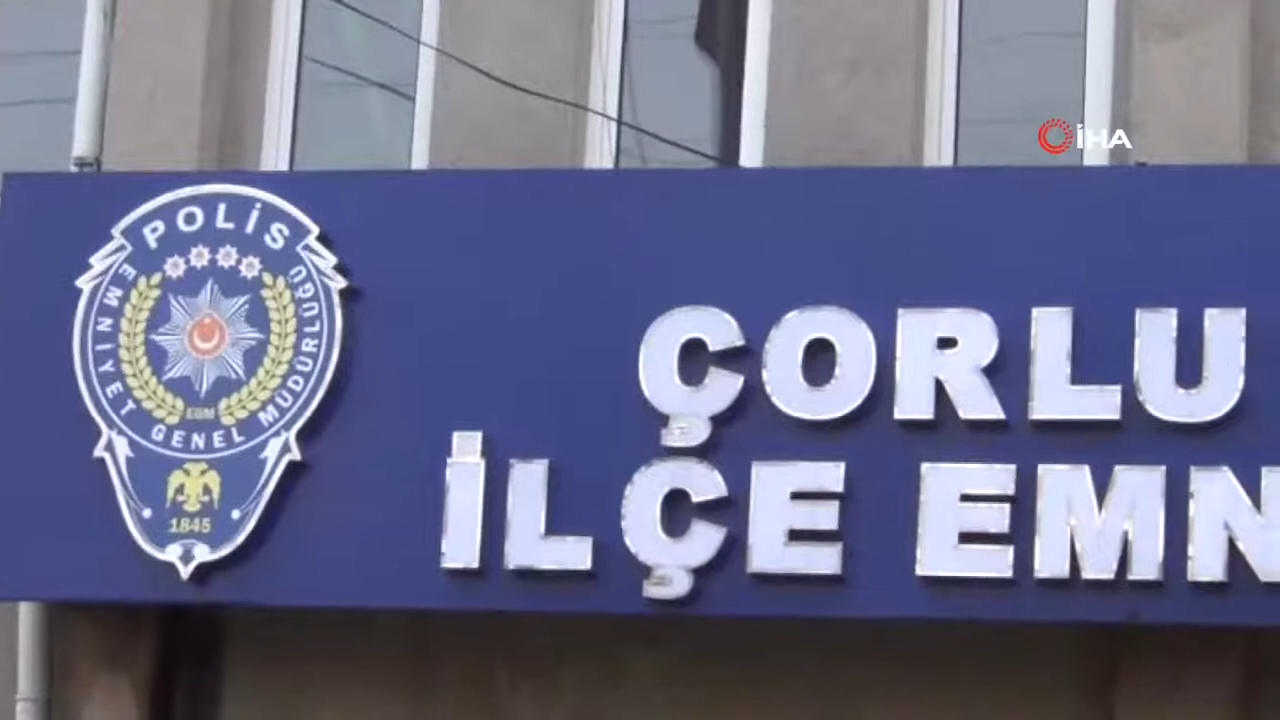 İHA
POLİS
EMNİYET GENEL MÜDÜRLÜĞÜ
EGM
1845
ÇORLU
İLÇE EMN